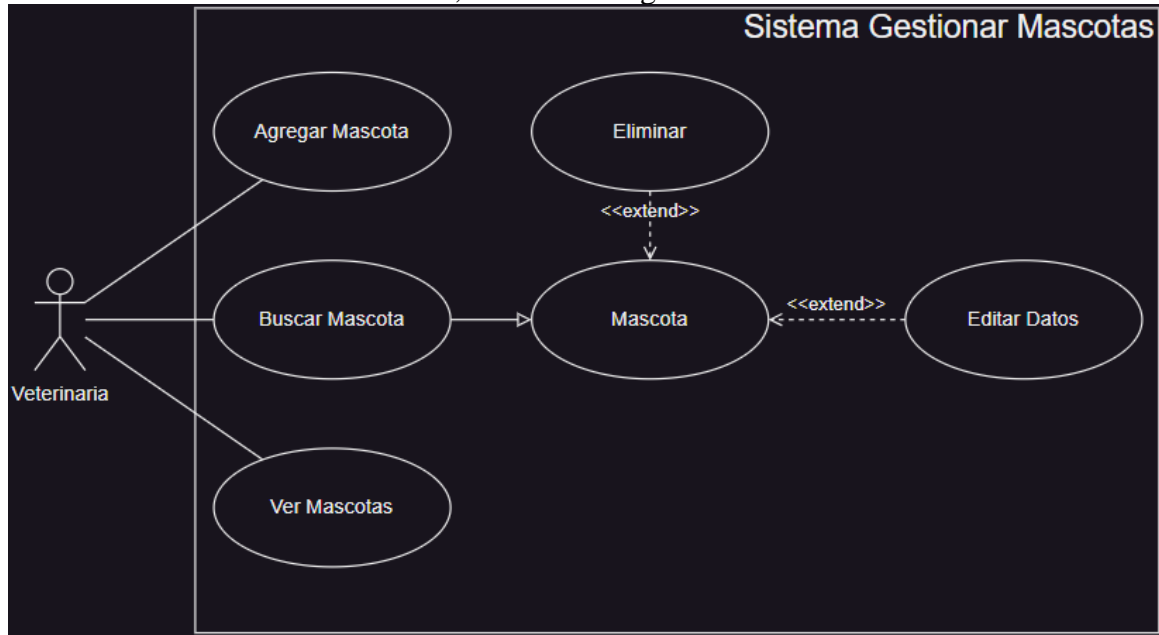 Sistema Gestionar Mascotas
Agregar Mascota
Eliminar
<<extend>>
Buscar Mascota
Mascota
<<extend>>
Editar Datos
Veterinaria
Ver Mascotas